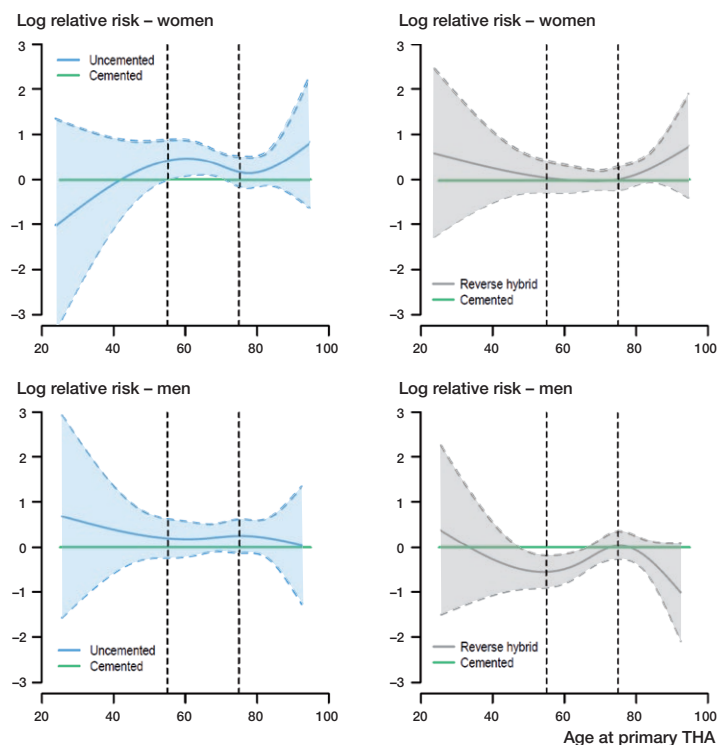 Log relative risk – women
3
2
1
0
–1
–2
–3
Uncemented
Cemented
20 40 60 80 100
Log relative risk – women
3
2
1
0
–1
–2
–3
Reverse hybrid
Cemented
20 40 60 80 100
Log relative risk – men
3
2
1
0
–1
–2
–3
Uncemented
Cemented
20 40 60 80 100
Log relative risk – men
3
2
1
0
–1
–2
–3
Reverse hybrid
Cemented
20 40 60 80 100
Age at primary THA